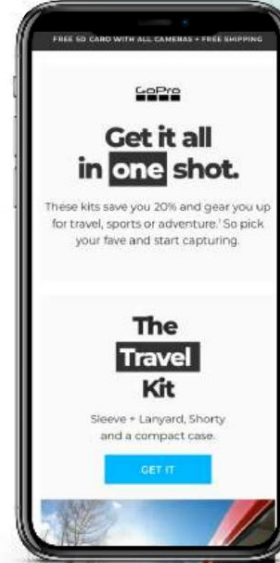 FREE SD CARD WITH ALL CAMERAS + FREE SHIPPING
GoPro
Get it all
in one shot.
These kits save you 20% and gear you up
for travel, sports or adventure.¹ So pick
your fave and start capturing.
The
Travel
Kit
Sleeve + Lanyard, Shorty
and a compact case.
GET IT